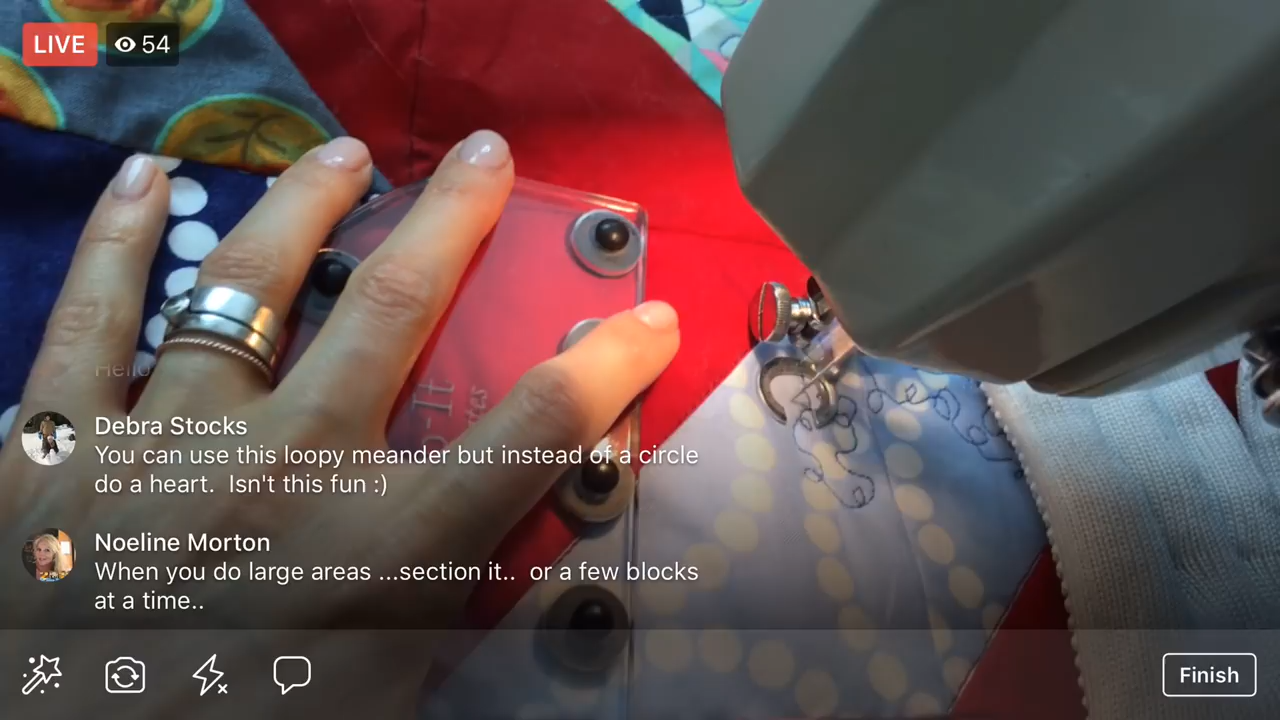 LIVE
54
Hello
Debra Stocks
You can use this loopy meander but instead of a circle
do a heart.  Isn't this fun :)
Noeline Morton
When you do large areas ...section it..  or a few blocks
at a time..
Finish